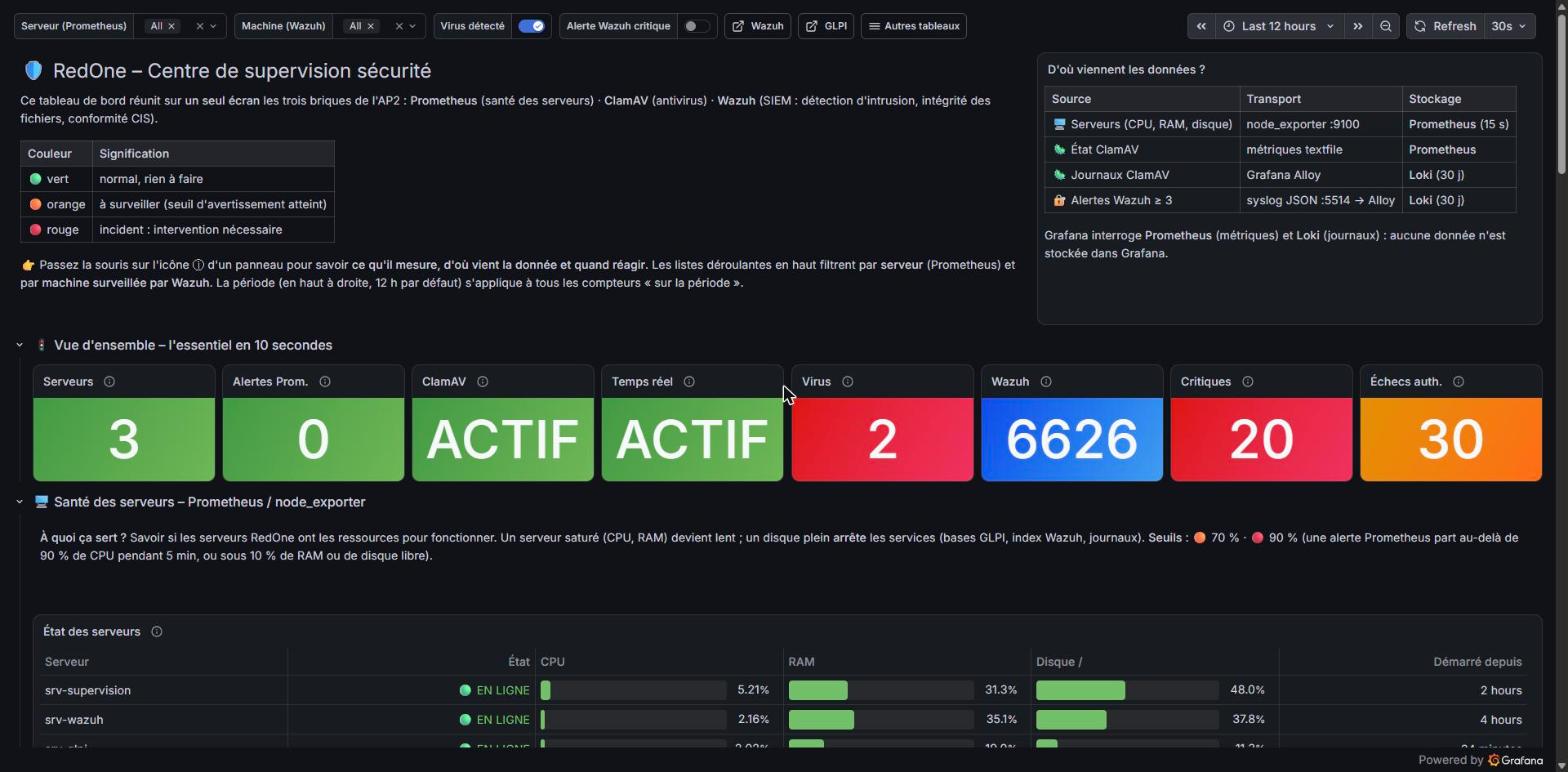 Serveur (Prometheus) All Machine (Wazuh) All Virus détecté Alerte Wazuh critique Wazuh GLPI Autres tableaux Last 12 hours Refresh 30s
RedOne – Centre de supervision sécurité
Ce tableau de bord réunit sur un seul écran les trois briques de l'AP2 : Prometheus (santé des serveurs) · ClamAV (antivirus) · Wazuh (SIEM : détection d'intrusion, intégrité des
fichiers, conformité CIS).
Couleur Signification
vert normal, rien à faire
orange à surveiller (seuil d'avertissement atteint)
rouge incident : intervention nécessaire
Passez la souris sur l'icône ⓘ d'un panneau pour savoir ce qu'il mesure, d'où vient la donnée et quand réagir. Les listes déroulantes en haut filtrent par serveur (Prometheus) et
par machine surveillée par Wazuh. La période (en haut à droite, 12 h par défaut) s'applique à tous les compteurs « sur la période ».
D'où viennent les données ?
Source Transport Stockage
Serveurs (CPU, RAM, disque) node_exporter :9100 Prometheus (15 s)
État ClamAV métriques textfile Prometheus
Journaux ClamAV Grafana Alloy Loki (30 j)
Alertes Wazuh ≥ 3 syslog JSON :5514 → Alloy Loki (30 j)
Grafana interroge Prometheus (métriques) et Loki (journaux) : aucune donnée n'est
stockée dans Grafana.
Vue d'ensemble – l'essentiel en 10 secondes
Serveurs Alertes Prom. ClamAV Temps réel Virus Wazuh Critiques Échecs auth.
3 0 ACTIF ACTIF 2 6626 20 30
Santé des serveurs – Prometheus / node_exporter
À quoi ça sert ? Savoir si les serveurs RedOne ont les ressources pour fonctionner. Un serveur saturé (CPU, RAM) devient lent ; un disque plein arrête les services (bases GLPI, index Wazuh, journaux). Seuils : 70 % · 90 % (une alerte Prometheus part au-delà de
90 % de CPU pendant 5 min, ou sous 10 % de RAM ou de disque libre).
État des serveurs
Serveur État CPU RAM Disque / Démarré depuis
srv-supervision EN LIGNE 5.21% 31.3% 48.0% 2 hours
srv-wazuh EN LIGNE 2.16% 35.1% 37.8% 4 hours
Powered by Grafana